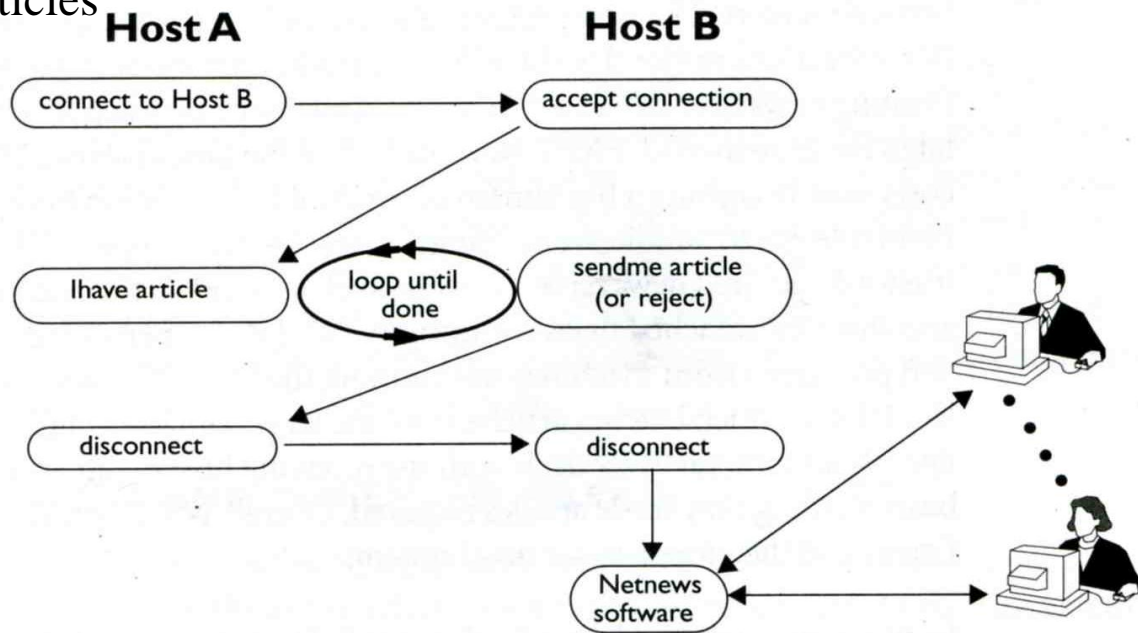 ticles
Host A
Host B
connect to Host B
accept connection
Ihave article
loop until
done
sendme article
(or reject)
disconnect
disconnect
Netnews
software